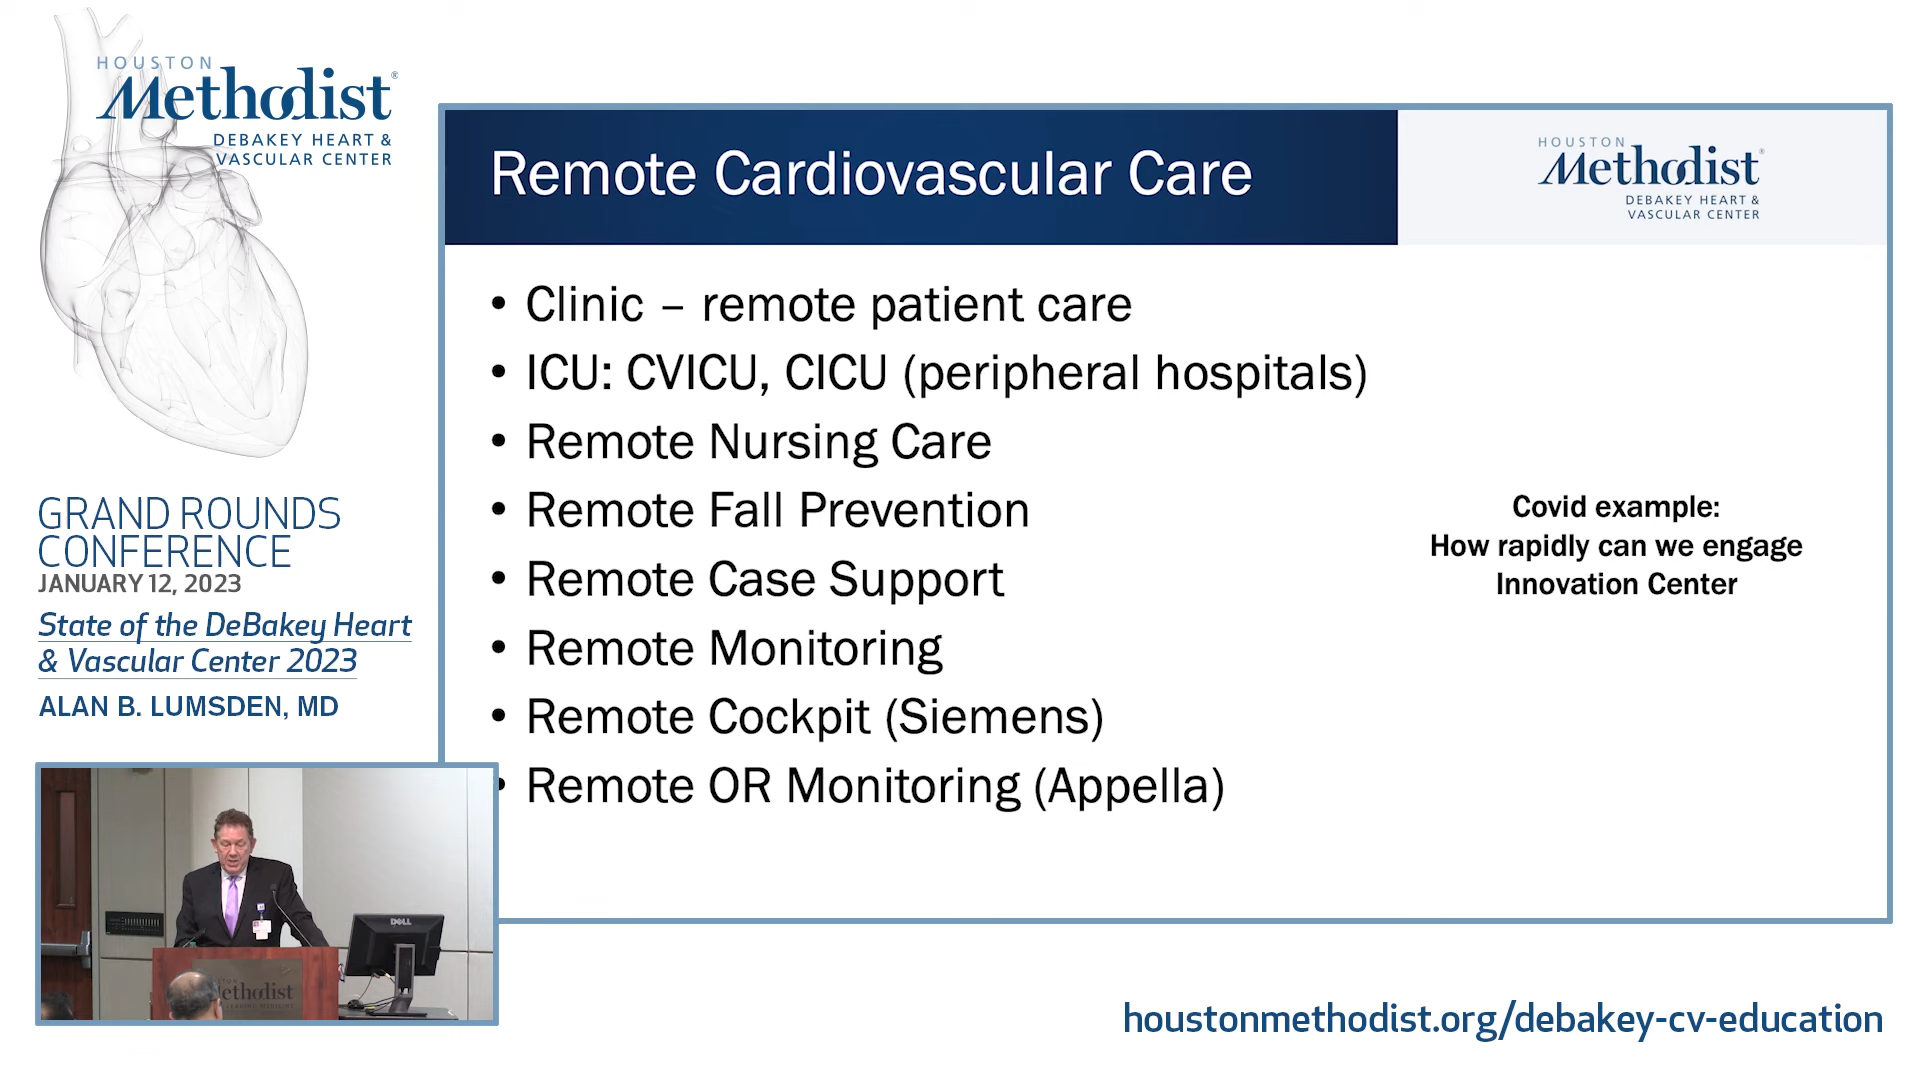 HOUSTON
Methodist®
DEBAKEY HEART &
VASCULAR CENTER
GRAND ROUNDS
CONFERENCE
JANUARY 12, 2023
State of the DeBakey Heart
& Vascular Center 2023
ALAN B. LUMSDEN, MD
Remote Cardiovascular Care
HOUSTON
Methodist®
DEBAKEY HEART &
VASCULAR CENTER
• Clinic – remote patient care
• ICU: CVICU, CICU (peripheral hospitals)
• Remote Nursing Care
• Remote Fall Prevention
• Remote Case Support
• Remote Monitoring
• Remote Cockpit (Siemens)
• Remote OR Monitoring (Appella)
Covid example:
How rapidly can we engage
Innovation Center
DELL
HOUSTON
Methodist
houstonmethodist.org/debakey-cv-education